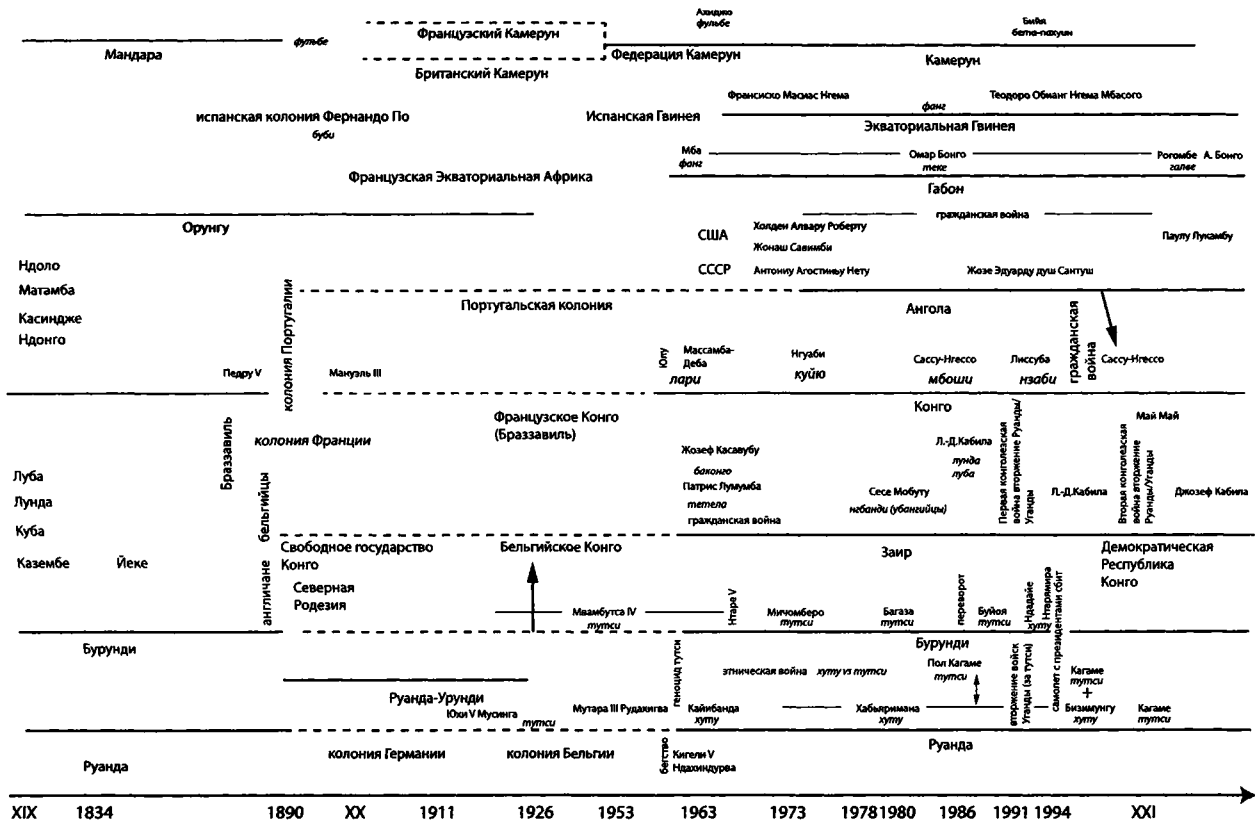 Ахиджо
фульбе
Бийя
бети-пахуин
фульбе
Французский Камерун
Мандара
Федерация Камерун
Камерун
Британский Камерун
Франсиско Масиас Нгема
фанг
Теодоро Обианг Нгема Мбасого
испанская колония Фернандо По
буби
Испанская Гвинея
Экваториальная Гвинея
Мба
фанг
Омар Бонго
теке
Рогомбе
галве
А. Бонго
Французская Экваториальная Африка
Габон
Орунгу
гражданская война
США
Холден Алвару Роберту
Жонаш Савимби
Паулу Лукамбу
СССР
Антониу Агостинью Нету
Жозе Эдуарду душ Сантуш
Ндоло
Матамба
Касиндже
Ндонго
колония Португалии
Португальская колония
Ангола
Педру V
Мануэль III
Юлу
Массамба-
Деба
лари
Нгуаби
куйю
Сассу-Нгессо
мбоши
Лиссуба
нзаби
гражданская
война
Сассу-Нгессо
Браззавиль
колония Франции
Французское Конго
(Браззавиль)
Конго
Май Май
Жозеф Касавубу
баконго
Патрис Лумумба
тетела
гражданская война
Сесе Мобуту
нгбанди (убангийцы)
Л.-Д.Кабила
лунда
луба
Первая конголезская
война вторжение Руанды/
Уганды
Л.-Д.Кабила
Вторая конголезская
война вторжение
Руанды/Уганды
Джозеф Кабила
Луба
Лунда
Куба
Казембе
Йеке
бельгийцы
англичане
Свободное государство
Конго
Северная
Родезия
Бельгийское Конго
Заир
Демократическая
Республика
Конго
Мвамбутса IV
тутси
Нтаре V
Мичомберо
тутси
Багаза
тутси
переворот
Буйоя
тутси
Ндадайе
хуту
Нтарямира
самолет с президентами сбит
Бурунди
Бурунди
геноцид тутси
этническая война
хуту vs тутси
Пол Кагаме
тутси
вторжение войск
Уганды (за тутси)
Кагаме
тутси
+
Бизимунгу
хуту
Кагаме
тутси
Руанда-Урунди
Юхи V Мусинга
тутси
Мутара III Рудахигва
Кайибанда
хуту
Хабьяримана
хуту
Руанда
колония Германии
колония Бельгии
бегство
Кигели V
Ндахиндурва
Руанда
XIX
1834
1890
XX
1911
1926
1953
1963
1973
1978
1980
1986
1991
1994
XXI